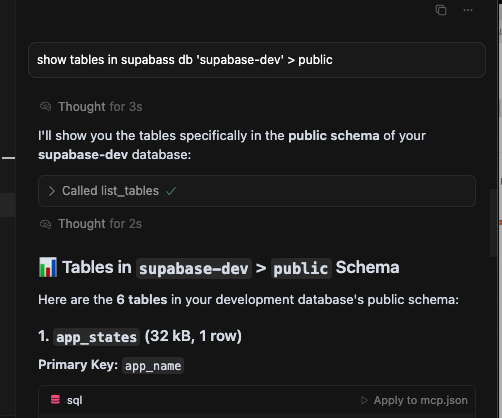 show tables in supabass db 'supabase-dev' > public
Thought for 3s
I'll show you the tables specifically in the public schema of your
supabase-dev database:
Called list_tables
Thought for 2s
📊 Tables in supabase-dev > public Schema
Here are the 6 tables in your development database's public schema:
1. app_states (32 kB, 1 row)
Primary Key: app_name
sql
Apply to mcp.json